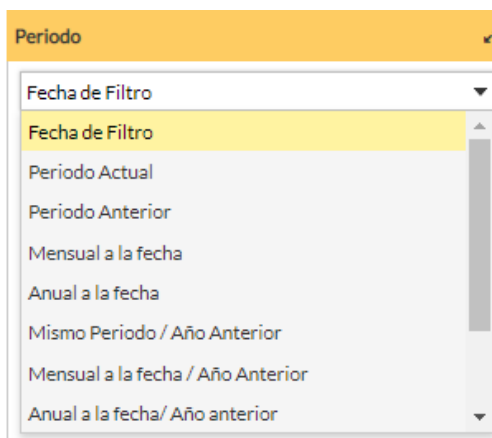 Periodo
Fecha de Filtro
Fecha de Filtro
Periodo Actual
Periodo Anterior
Mensual a la fecha
Anual a la fecha
Mismo Periodo / Año Anterior
Mensual a la fecha / Año Anterior
Anual a la fecha/ Año anterior